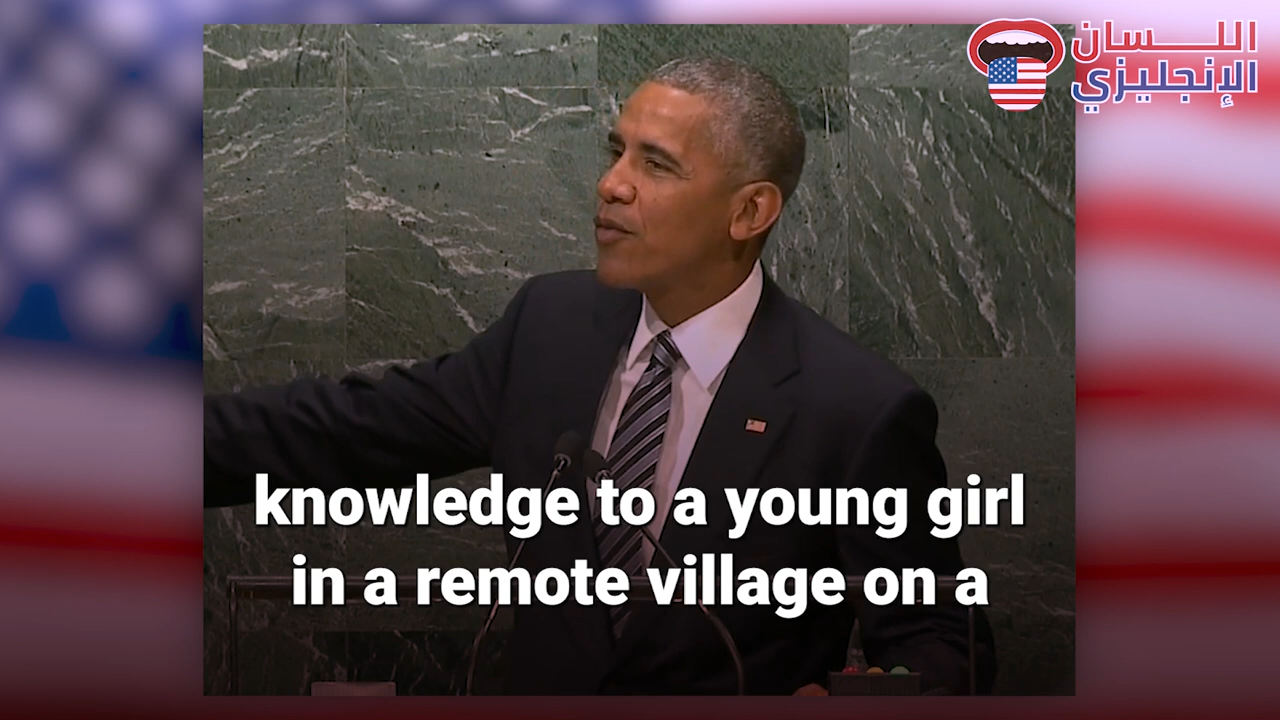 اللسان
الإنجليزي
knowledge to a young girl
in a remote village on a